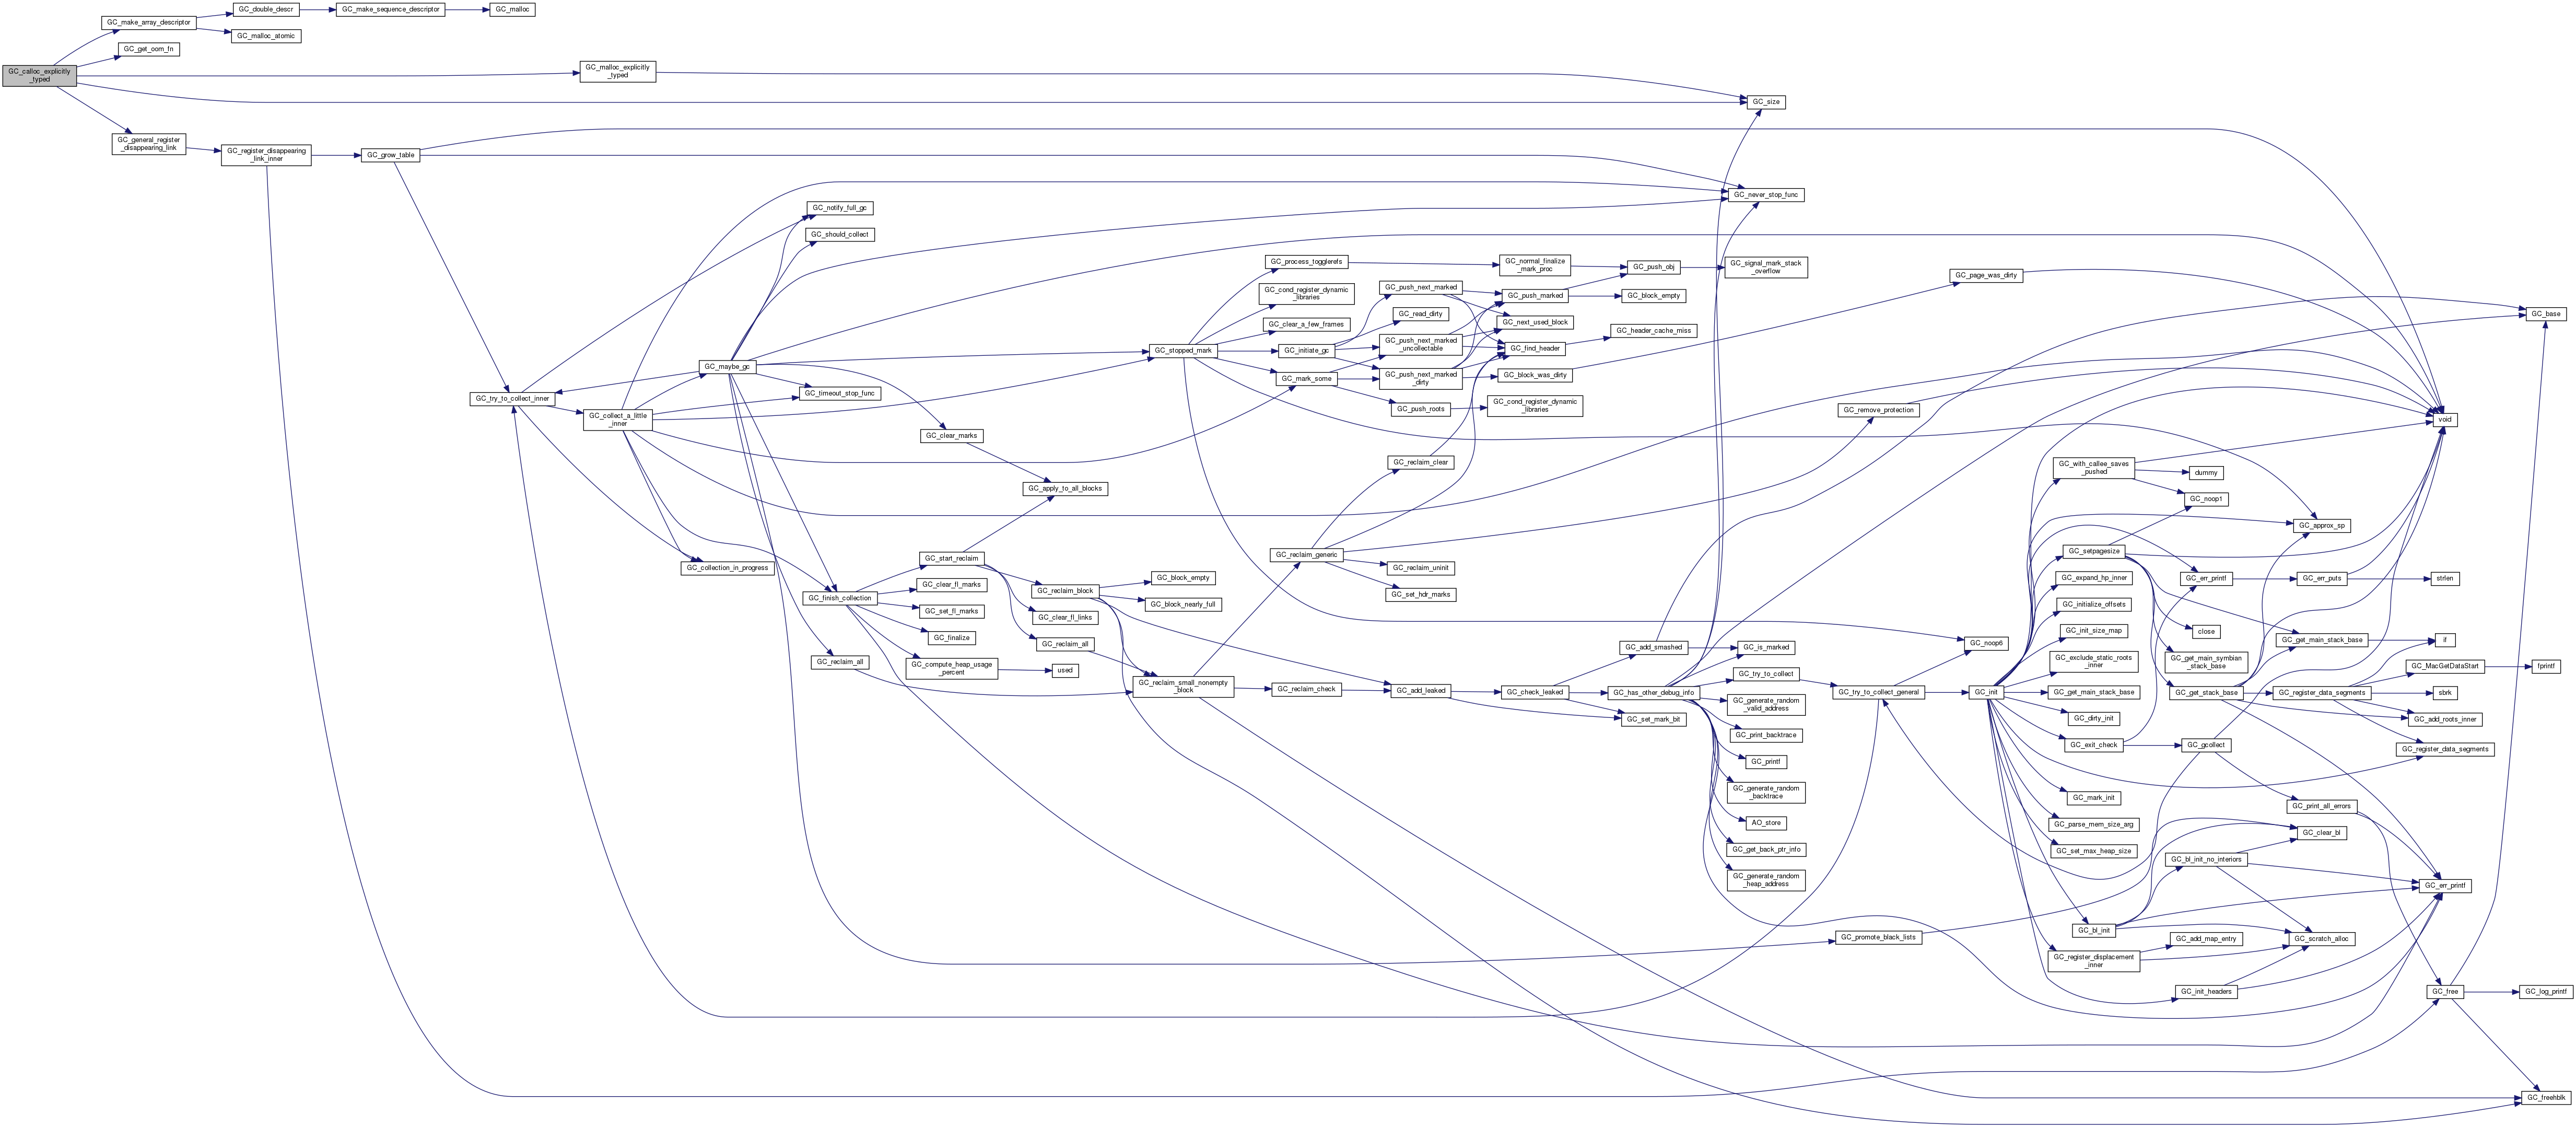 GC_calloc_explicitly
_typed
GC_make_array_descriptor
GC_get_oom_fn
GC_general_register
_disappearing_link
GC_double_descr
GC_malloc_atomic
GC_make_sequence_descriptor
GC_malloc
GC_register_disappearing
_link_inner
GC_grow_table
GC_malloc_explicitly
_typed
GC_size
GC_never_stop_func
GC_try_to_collect_inner
GC_collect_a_little
_inner
GC_maybe_gc
GC_collection_in_progress
GC_notify_full_gc
GC_should_collect
GC_timeout_stop_func
GC_finish_collection
GC_reclaim_all
GC_clear_marks
GC_start_reclaim
GC_clear_fl_marks
GC_set_fl_marks
GC_finalize
GC_compute_heap_usage
_percent
used
GC_apply_to_all_blocks
GC_reclaim_block
GC_clear_fl_links
GC_reclaim_all
GC_block_empty
GC_block_nearly_full
GC_reclaim_small_nonempty
_block
GC_stopped_mark
GC_process_togglerefs
GC_cond_register_dynamic
_libraries
GC_clear_a_few_frames
GC_initiate_gc
GC_mark_some
GC_push_next_marked
GC_read_dirty
GC_push_next_marked
_uncollectable
GC_push_next_marked
_dirty
GC_push_roots
GC_normal_finalize
_mark_proc
GC_push_marked
GC_next_used_block
GC_find_header
GC_block_was_dirty
GC_cond_register_dynamic
_libraries
GC_push_obj
GC_block_empty
GC_header_cache_miss
GC_signal_mark_stack
_overflow
GC_reclaim_clear
GC_reclaim_generic
GC_reclaim_uninit
GC_set_hdr_marks
GC_reclaim_check
GC_add_leaked
GC_check_leaked
GC_add_smashed
GC_has_other_debug_info
GC_set_mark_bit
GC_is_marked
GC_try_to_collect
GC_generate_random
_valid_address
GC_print_backtrace
GC_printf
GC_generate_random
_backtrace
AO_store
GC_get_back_ptr_info
GC_generate_random
_heap_address
GC_page_was_dirty
GC_remove_protection
GC_try_to_collect_general
GC_promote_black_lists
GC_noop6
GC_init
GC_with_callee_saves
_pushed
GC_setpagesize
GC_expand_hp_inner
GC_initialize_offsets
GC_init_size_map
GC_exclude_static_roots
_inner
GC_get_main_stack_base
GC_dirty_init
GC_exit_check
GC_mark_init
GC_parse_mem_size_arg
GC_set_max_heap_size
GC_bl_init
GC_register_displacement
_inner
dummy
GC_noop1
GC_err_printf
close
GC_get_main_symbian
_stack_base
GC_get_stack_base
GC_gcollect
GC_bl_init_no_interiors
GC_add_map_entry
GC_init_headers
GC_approx_sp
GC_err_puts
GC_get_main_stack_base
GC_register_data_segments
GC_print_all_errors
GC_clear_bl
GC_scratch_alloc
void
strlen
if
GC_MacGetDataStart
sbrk
GC_add_roots_inner
GC_register_data_segments
GC_err_printf
GC_free
GC_base
fprintf
GC_log_printf
GC_freehblk